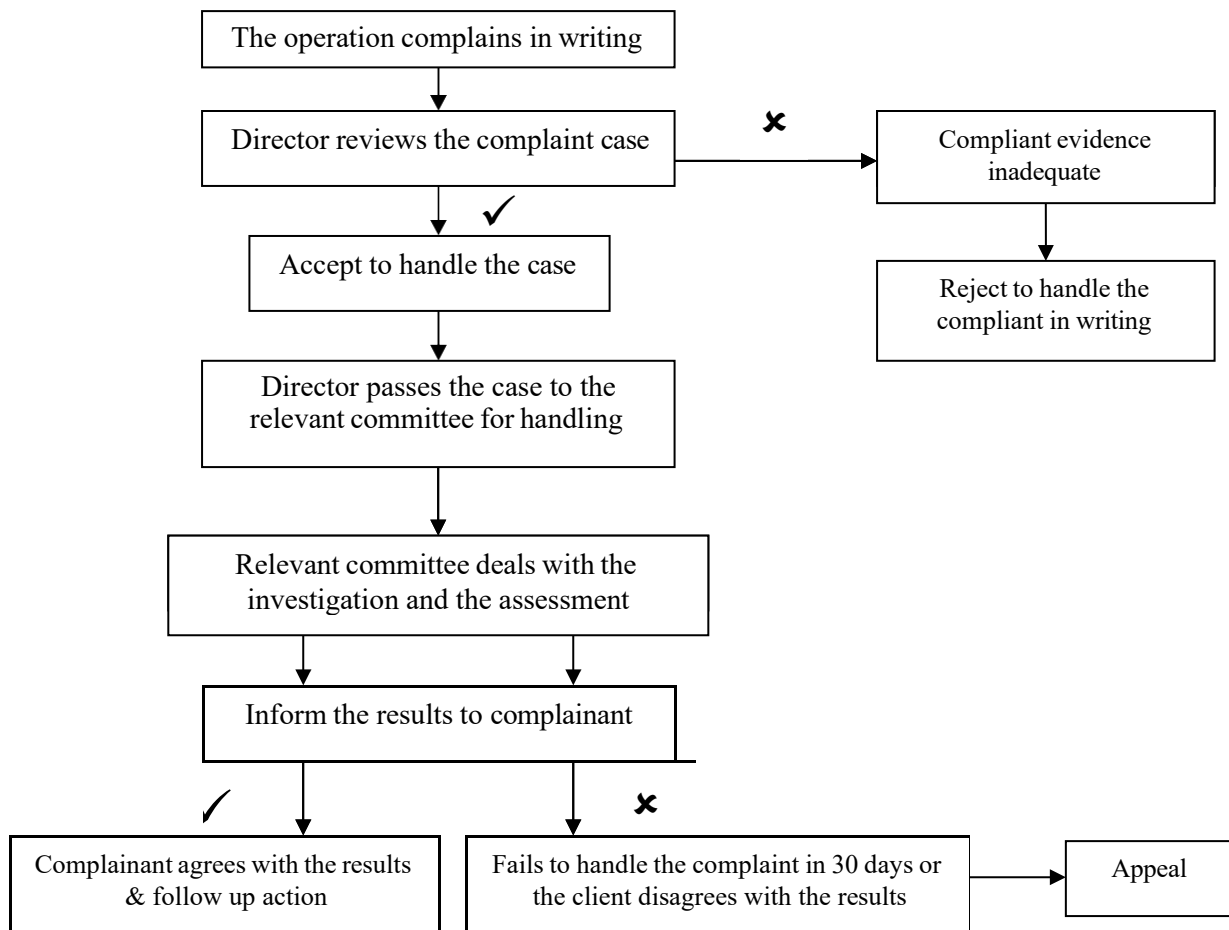 The operation complains in writing
Director reviews the complaint case
✘
Compliant evidence
inadequate
✓
Accept to handle the case
Reject to handle the
compliant in writing
Director passes the case to the
relevant committee for handling
Relevant committee deals with the
investigation and the assessment
Inform the results to complainant
✓
✘
Complainant agrees with the results
& follow up action
Fails to handle the complaint in 30 days or
the client disagrees with the results
Appeal